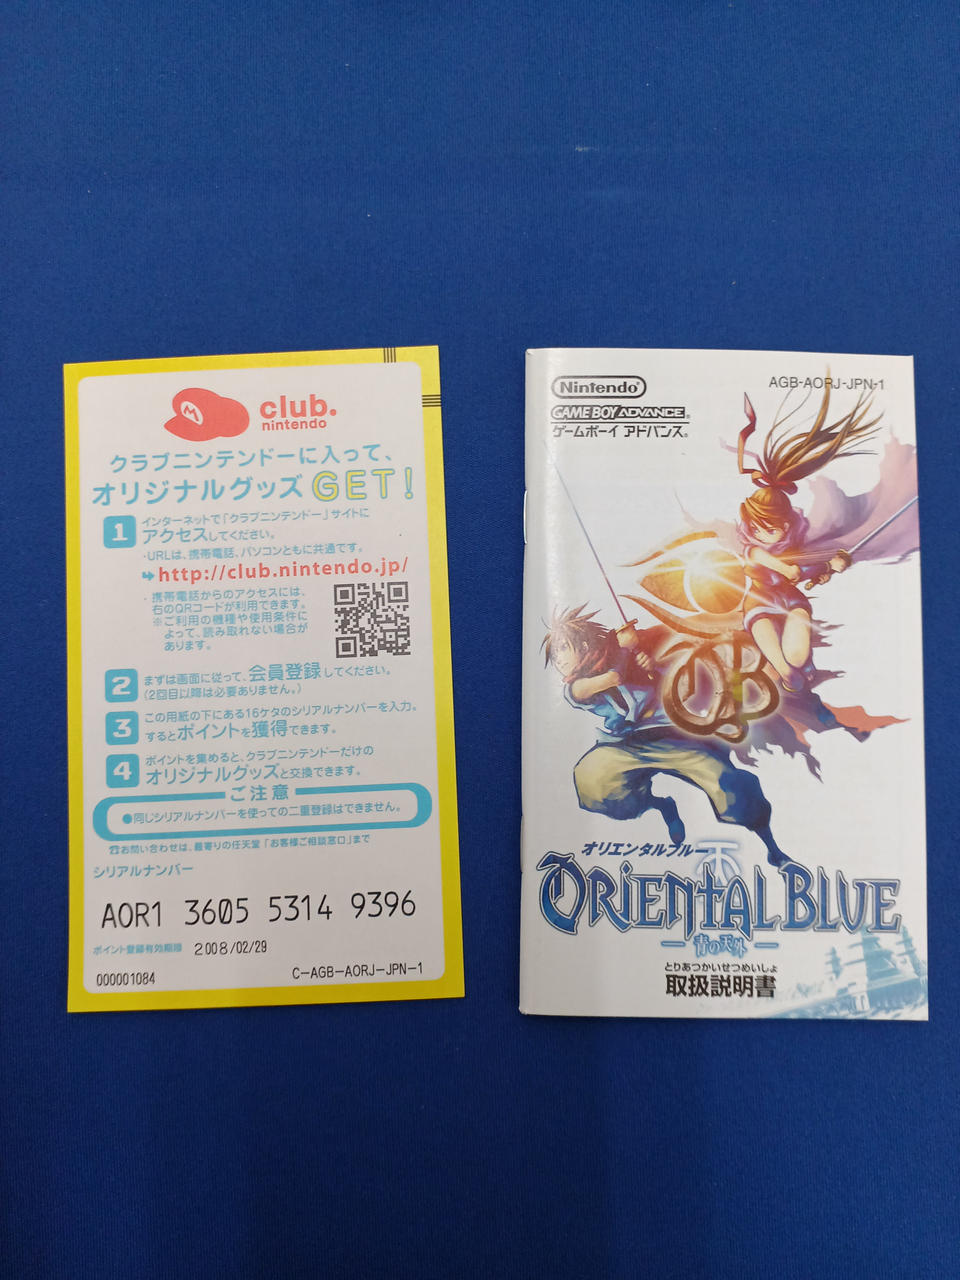 club.
nintendo
クラブニンテンドーに入って、
オリジナルグッズGET!
1
インターネットで「クラブニンテンドー」サイトに
アクセスしてください。
・URLは、携帯電話、パソコンともに共通です。
http://club.nintendo.jp/
・携帯電話からのアクセスには、
右のQRコードが利用できます。
※ご利用の機種や使用条件に
よって、読み取れない場合が
あります。
2
まずは画面に従って、会員登録してください。
(2回目以降は必要ありません。)
3
この用紙の下にある16ケタのシリアルナンバーを入力。
するとポイントを獲得できます。
4
ポイントを集めると、クラブニンテンドーだけの
オリジナルグッズと交換できます。
ご注意
●同じシリアルナンバーを使っての二重登録はできません。
☎お問い合わせは、最寄りの任天堂「お客様ご相談窓口」まで
シリアルナンバー
AOR1 3605 5314 9396
ポイント登録有効期限 2008/02/29
000001084 C-AGB-AORJ-JPN-1
Nintendo
AGB-AORJ-JPN-1
GAME BOY ADVANCE
ゲームボーイ アドバンス
OB
オリエンタルブルー
ORIENTAL BLUE
青の天外
とりあつかいせつめいしょ
取扱説明書